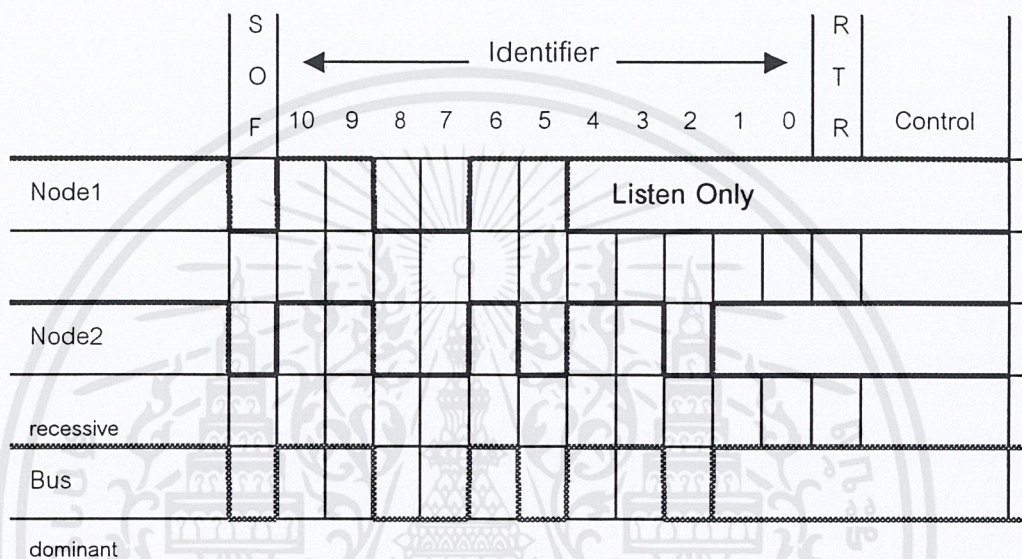 S O F
Identifier
R T R
10 9 8 7 6 5 4 3 2 1 0
Control
Node1
Listen Only
Node2
recessive
Bus
dominant